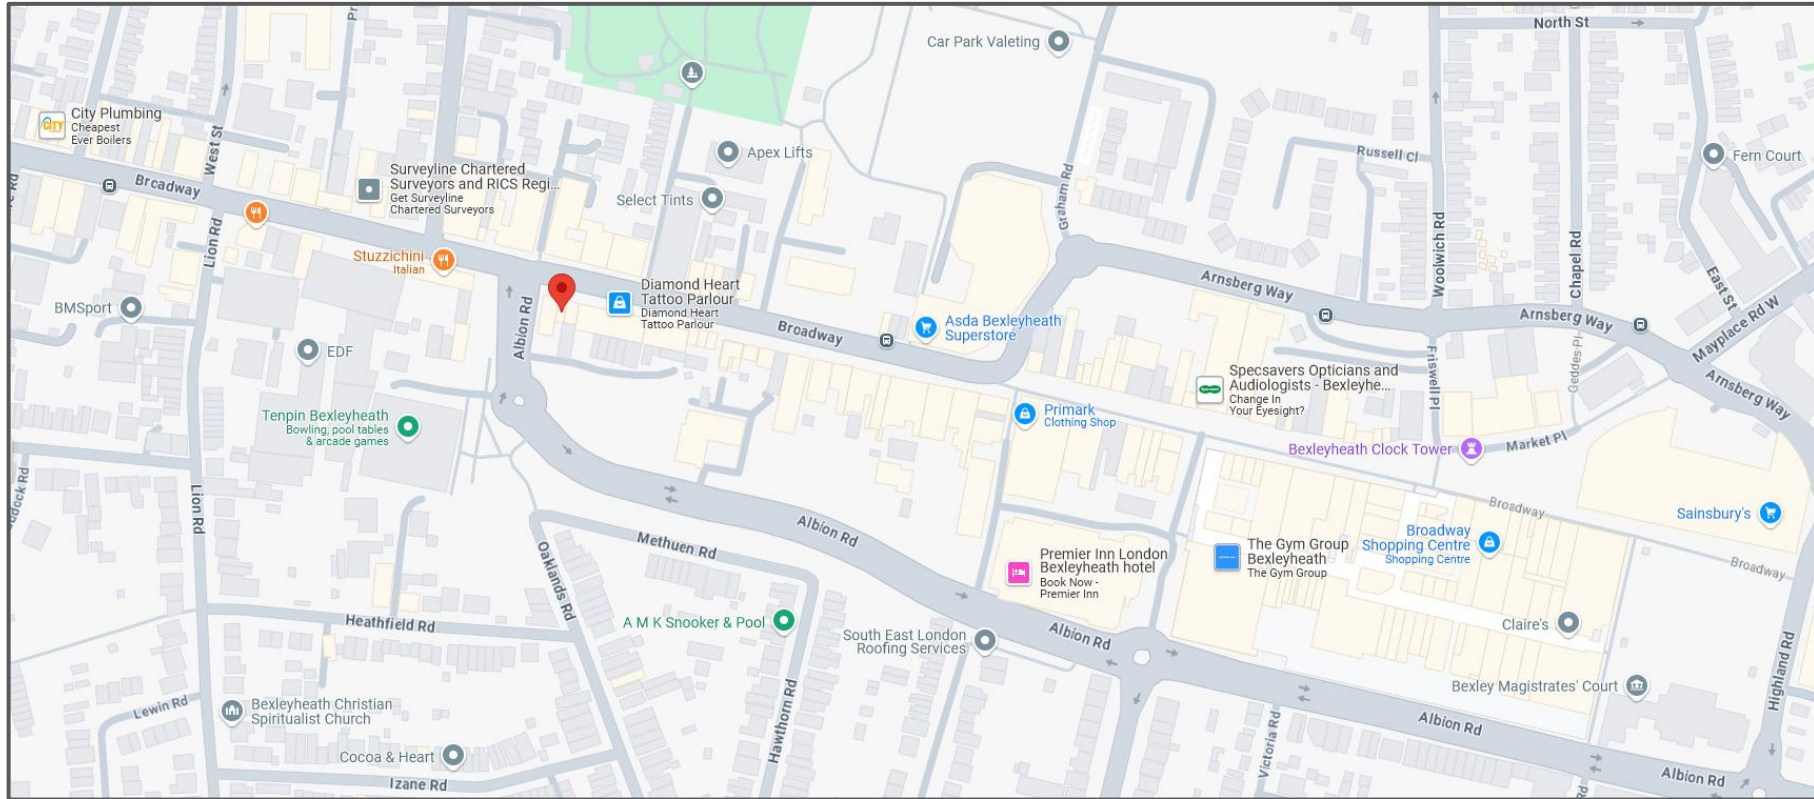 North St
Car Park Valeting
City Plumbing
Cheapest
Ever Boilers
CITY
West St
Apex Lifts
Russell Cl
Fern Court
Surveyline Chartered
Surveyors and RICS Regi...
Get Surveyline
Chartered Surveyors
Broadway
Select Tints
Graham Rd
Woolwich Rd
Chapel Rd
Lion Rd
Stuzzichini
Italian
East St
Arnsberg Way
Diamond Heart
Tattoo Parlour
Diamond Heart
Tattoo Parlour
BMSport
Albion Rd
Broadway
Asda Bexleyheath
Superstore
Arnsberg Way
Mayplace Rd W
EDF
Friswell Pl
Geddes Pl
Specsavers Opticians and
Audiologists - Bexleyhe...
Change In
Your Eyesight?
Arnsberg Way
Tenpin Bexleyheath
Bowling, pool tables
& arcade games
Primark
Clothing Shop
Bexleyheath Clock Tower
Market Pl
Lion Rd
Broadway
Sainsbury's
Albion Rd
Methuen Rd
Oaklands Rd
Broadway
Shopping Centre
Shopping Centre
The Gym Group
Bexleyheath
The Gym Group
Premier Inn London
Bexleyheath hotel
Book Now -
Premier Inn
Broadway
Heathfield Rd
A M K Snooker & Pool
South East London
Roofing Services
Albion Rd
Claire's
Highland Rd
Bexley Magistrates' Court
Lewin Rd
Bexleyheath Christian
Spiritualist Church
Hawthorn Rd
Victoria Rd
Albion Rd
Cocoa & Heart
Izane Rd
Albion Rd
Rd